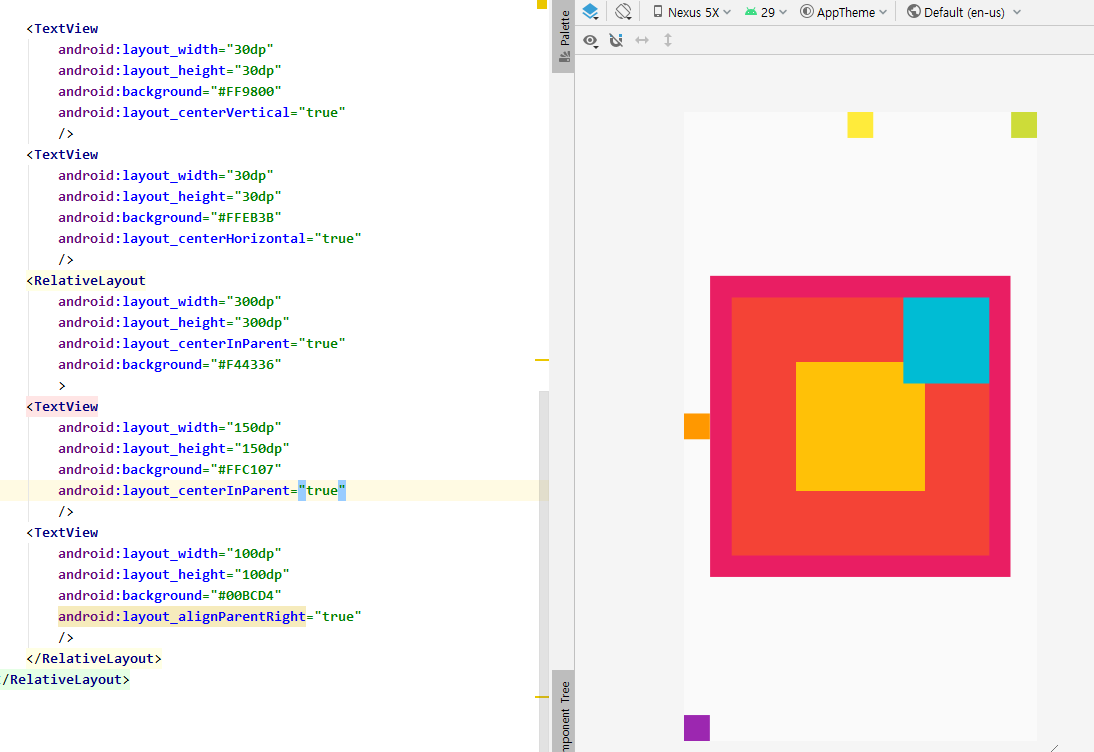 <TextView
android:layout_width="30dp"
android:layout_height="30dp"
android:background="#FF9800"
android:layout_centerVertical="true"
/>
<TextView
android:layout_width="30dp"
android:layout_height="30dp"
android:background="#FFEB3B"
android:layout_centerHorizontal="true"
/>
<RelativeLayout
android:layout_width="300dp"
android:layout_height="300dp"
android:layout_centerInParent="true"
android:background="#F44336"
>
<TextView
android:layout_width="150dp"
android:layout_height="150dp"
android:background="#FFC107"
android:layout_centerInParent="true"
/>
<TextView
android:layout_width="100dp"
android:layout_height="100dp"
android:background="#00BCD4"
android:layout_alignParentRight="true"
/>
</RelativeLayout>
/RelativeLayout>
Palette
mponent Tree
Nexus 5X 29 AppTheme Default (en-us)